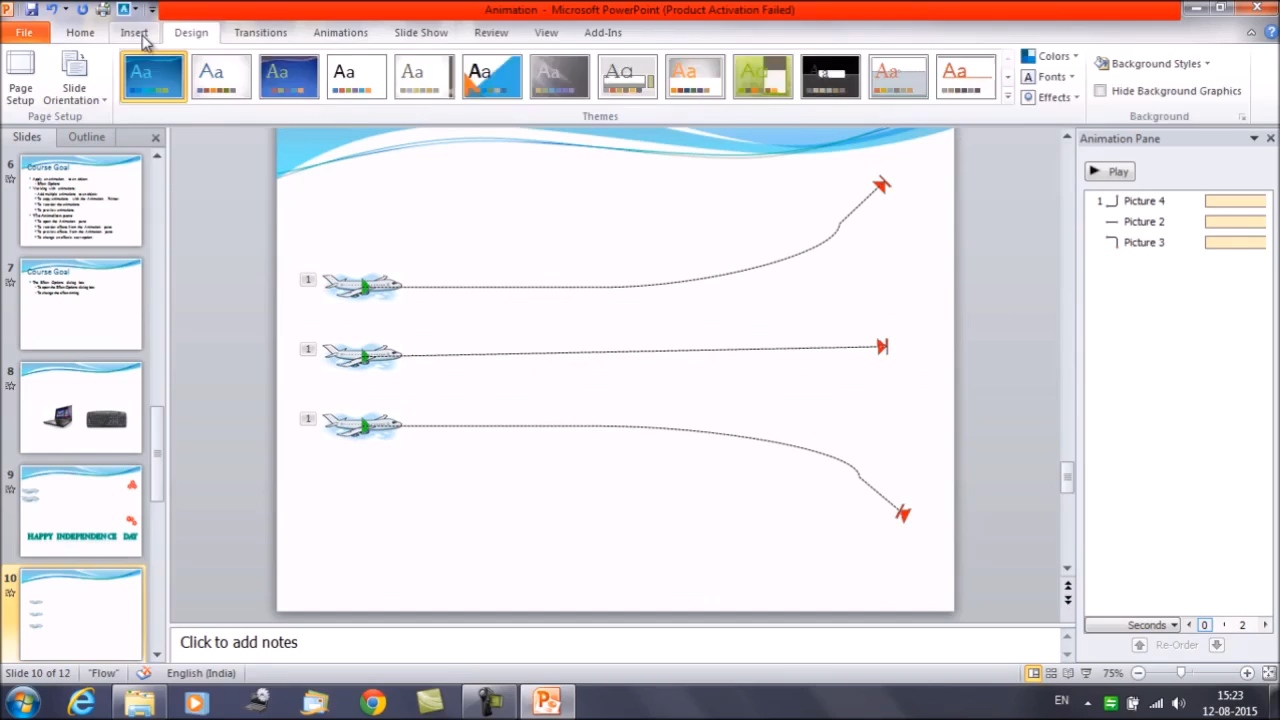 Animation - Microsoft PowerPoint (Product Activation Failed)
File Home Insert Design Transitions Animations Slide Show Review View Add-Ins
Page Setup
Slide Orientation
Aa Aa Aa Aa Aa Aa Aa Aa Aa Aa Aa Aa Aa
Colors
Fonts
Effects
Background Styles
Hide Background Graphics
Page Setup Themes Background
Slides Outline
Animation Pane
Play
1 Picture 4
Picture 2
Picture 3
6
Course Goal
7
Course Goal
8
9
HAPPY INDEPENDENCE DAY
10
1
1
1
Click to add notes
Seconds 0 2
Re-Order
Slide 10 of 12 "Flow" English (India) 75%
EN 15:23
12-08-2015